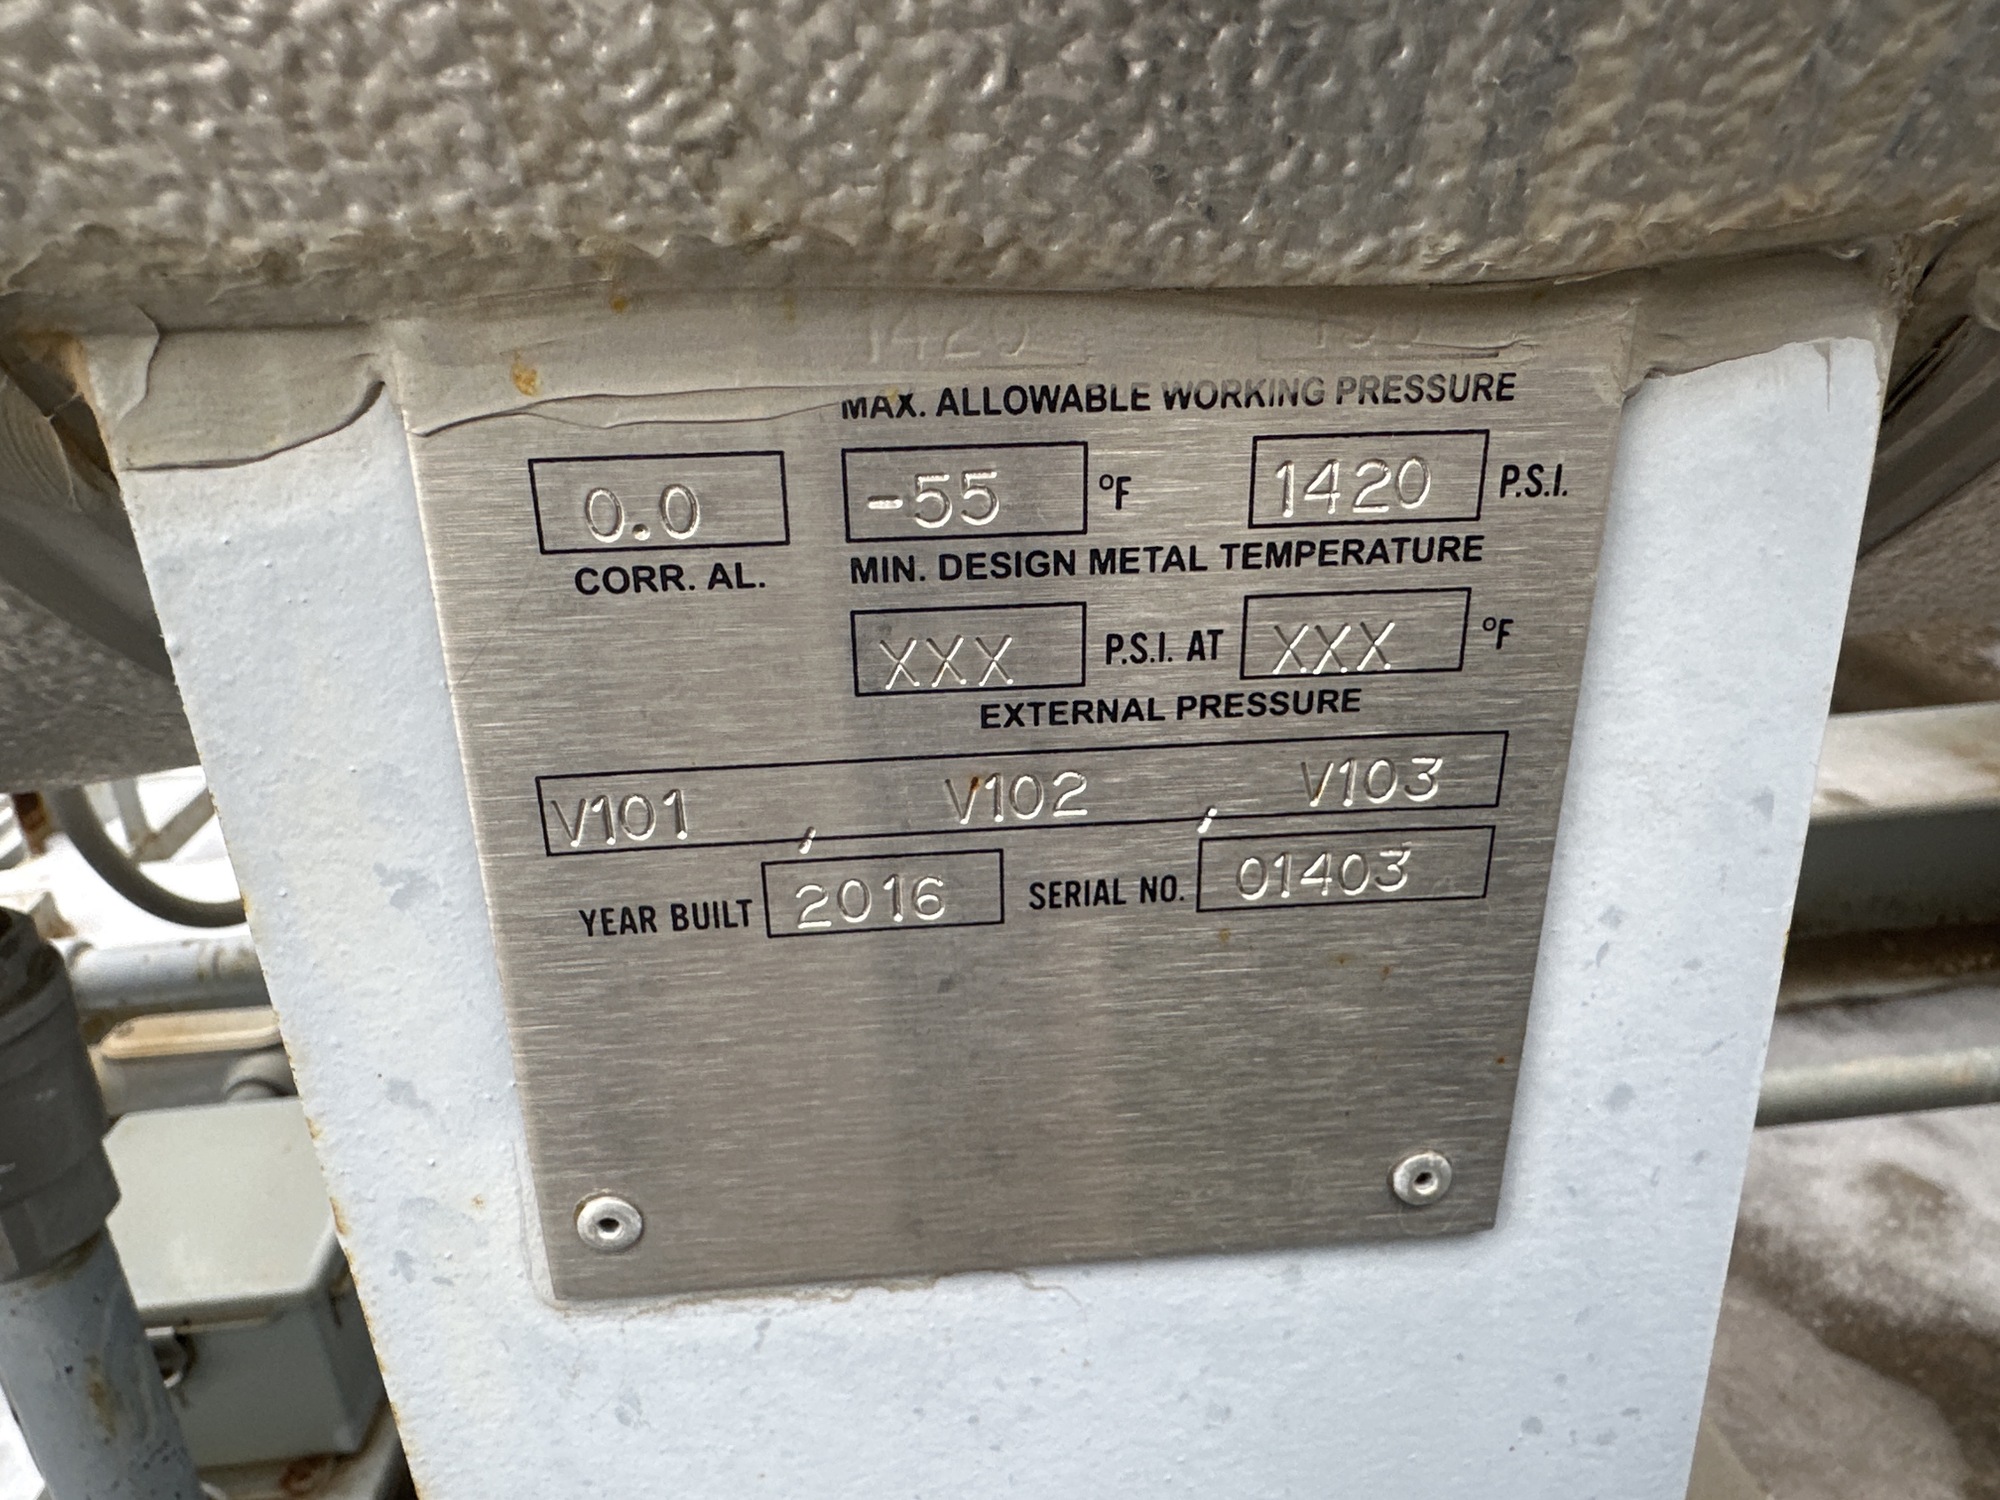 1420
MAX. ALLOWABLE WORKING PRESSURE
0.0 -55 °F 1420 P.S.I.
CORR. AL. MIN. DESIGN METAL TEMPERATURE
XXX P.S.I. AT XXX °F
EXTERNAL PRESSURE
V101 , V102 , V103
YEAR BUILT 2016 SERIAL NO. 01403